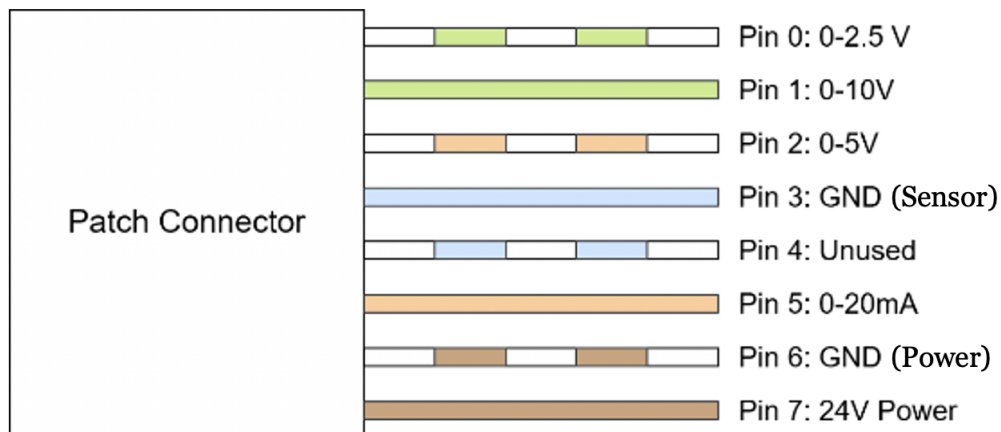 Patch Connector
Pin 0: 0-2.5 V
Pin 1: 0-10V
Pin 2: 0-5V
Pin 3: GND (Sensor)
Pin 4: Unused
Pin 5: 0-20mA
Pin 6: GND (Power)
Pin 7: 24V Power